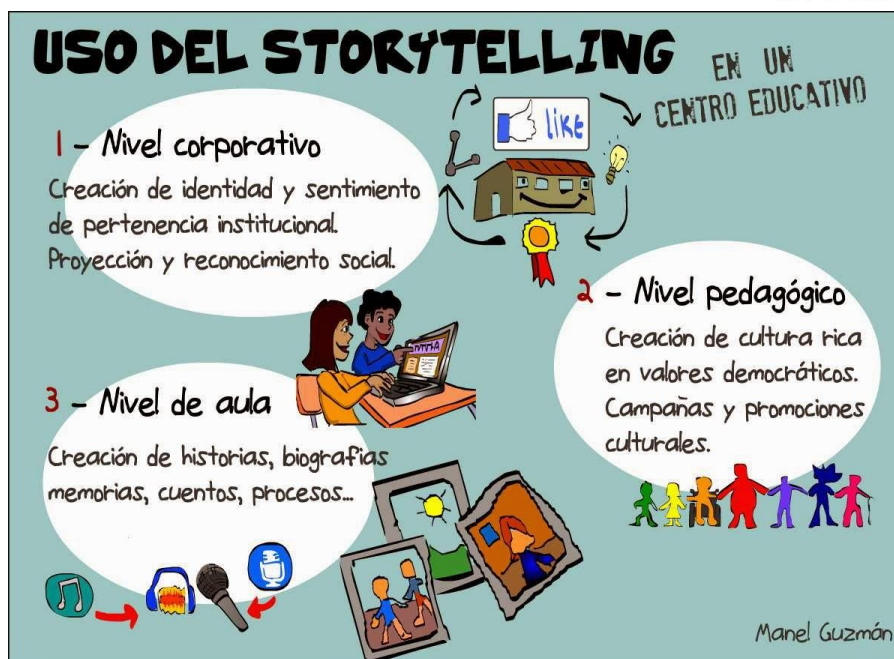 USO DEL STORYTELLING
EN UN
CENTRO EDUCATIVO
1 - Nivel corporativo
Creación de identidad y sentimiento
de pertenencia institucional.
Proyección y reconocimiento social.
like
2 - Nivel pedagógico
Creación de cultura rica
en valores democráticos.
Campañas y promociones
culturales.
3 - Nivel de aula
Creación de historias, biografias
memorias, cuentos, procesos...
Manel Guzmán